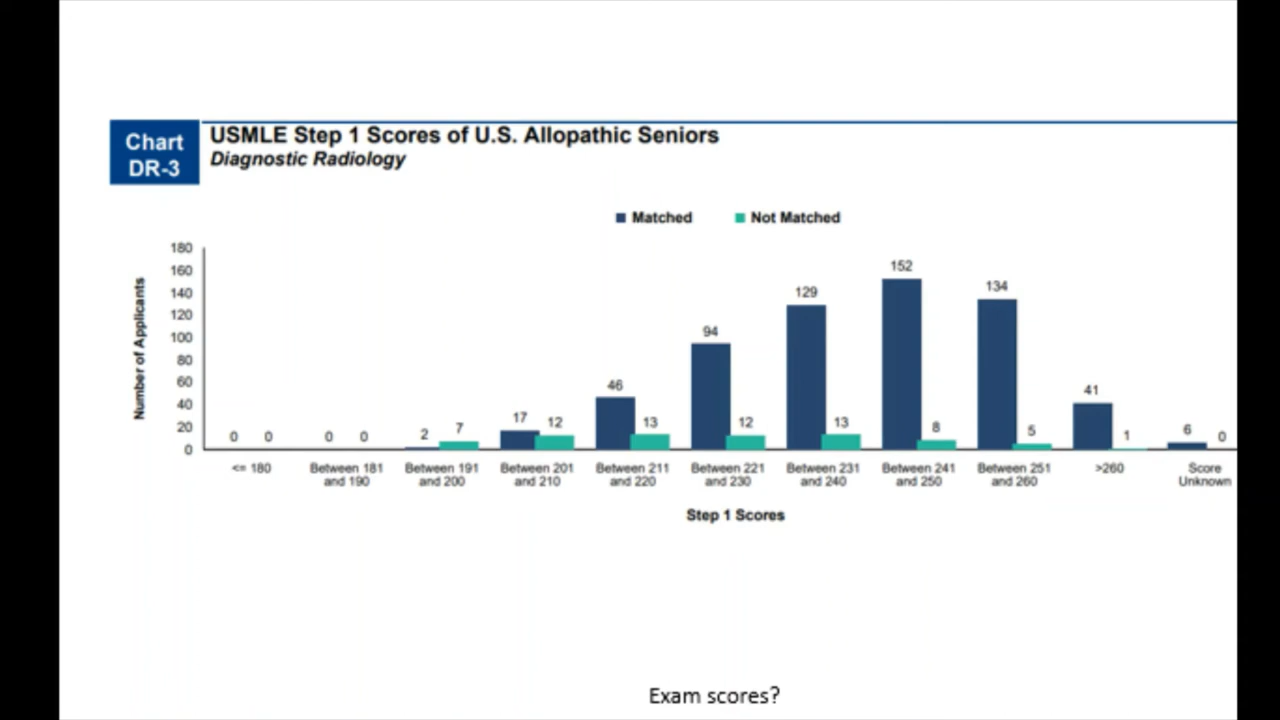 Chart
DR-3
USMLE Step 1 Scores of U.S. Allopathic Seniors
Diagnostic Radiology
Matched Not Matched
Number of Applicants
180
160
140
120
100
80
60
40
20
0
0 0
0 0
2 7
17 12
46 13
94 12
129 13
152 8
134 5
41 1
6 0
<= 180
Between 181
and 190
Between 191
and 200
Between 201
and 210
Between 211
and 220
Between 221
and 230
Between 231
and 240
Between 241
and 250
Between 251
and 260
>260
Score
Unknown
Step 1 Scores
Exam scores?